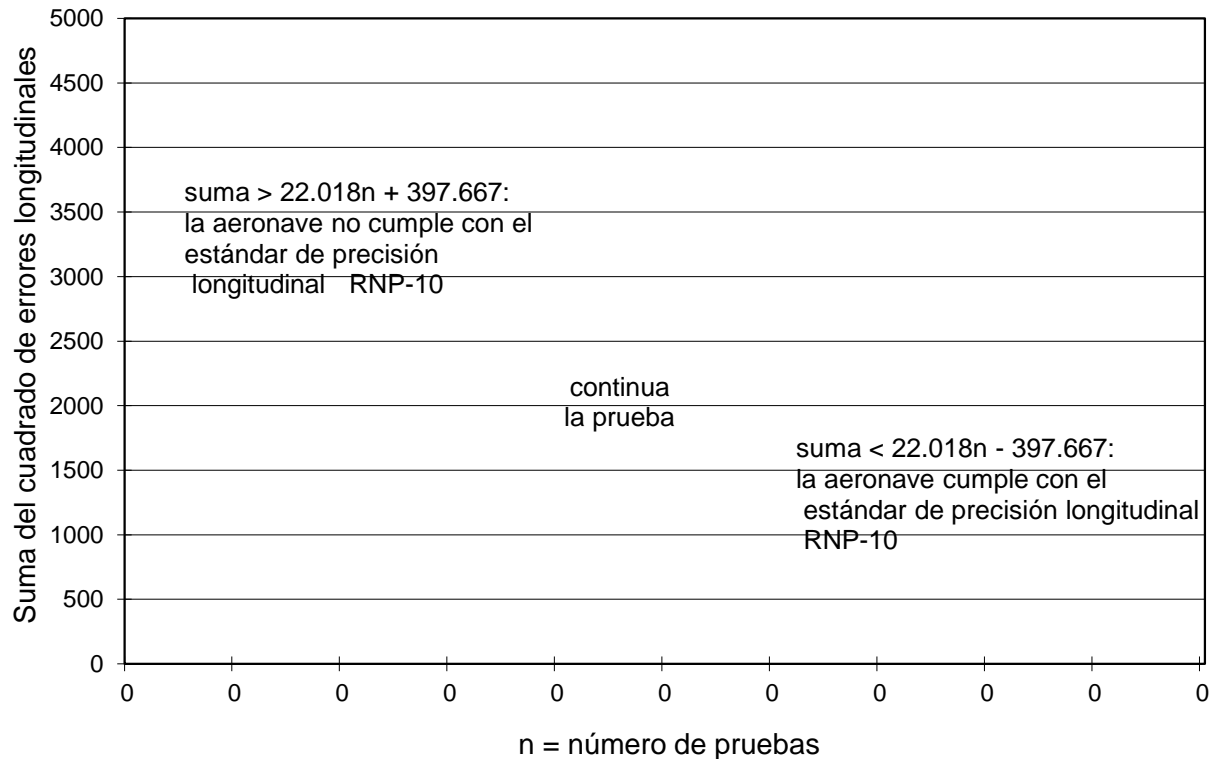 5000
4500
4000
3500
3000
2500
2000
1500
1000
500
0
Suma del cuadrado de errores longitudinales
suma > 22.018n + 397.667:
la aeronave no cumple con el
estándar de precisión
longitudinal RNP-10
continua
la prueba
suma < 22.018n - 397.667:
la aeronave cumple con el
estándar de precisión longitudinal
RNP-10
0 0 0 0 0 0 0 0 0 0 0
n = número de pruebas